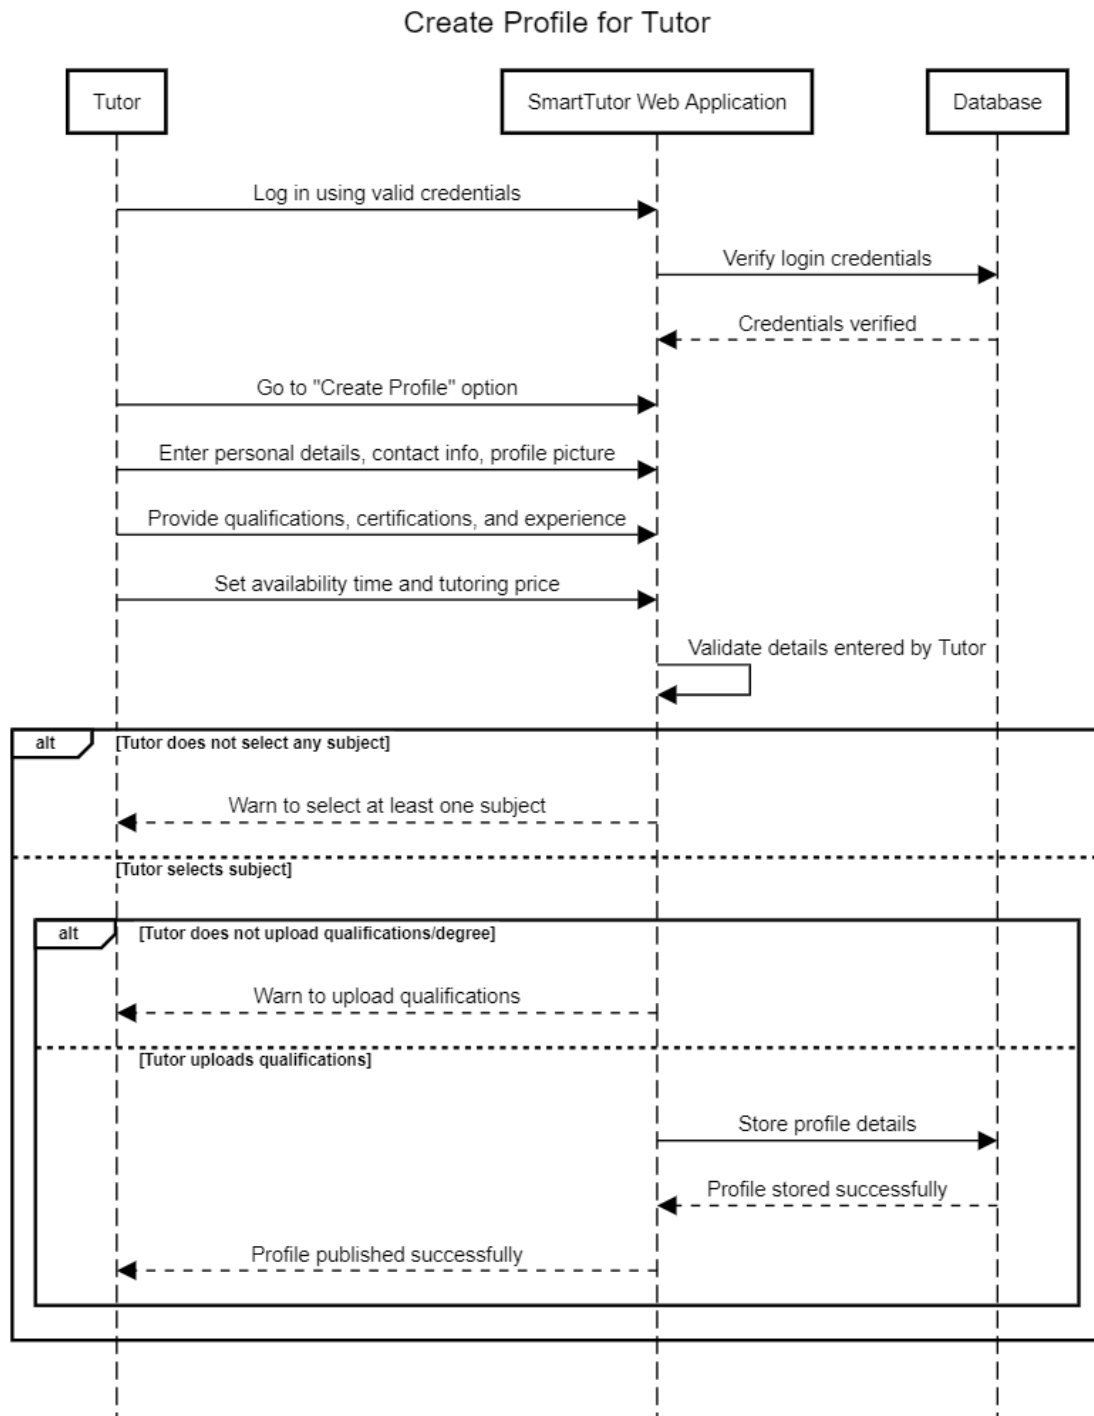 Create Profile for Tutor
Tutor
SmartTutor Web Application
Database
Log in using valid credentials
Verify login credentials
Credentials verified
Go to "Create Profile" option
Enter personal details, contact info, profile picture
Provide qualifications, certifications, and experience
Set availability time and tutoring price
Validate details entered by Tutor
alt
[Tutor does not select any subject]
Warn to select at least one subject
[Tutor selects subject]
alt
[Tutor does not upload qualifications/degree]
Warn to upload qualifications
[Tutor uploads qualifications]
Store profile details
Profile stored successfully
Profile published successfully